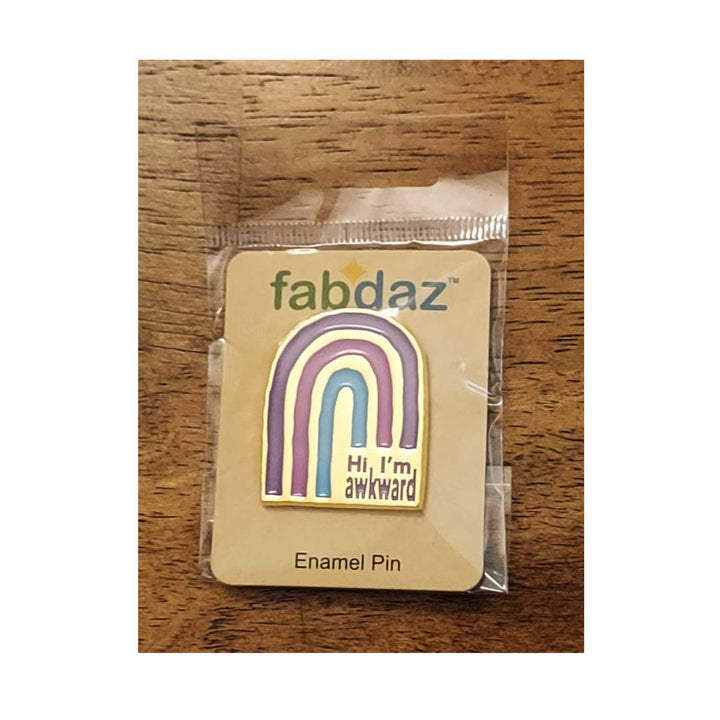 fabdaz™
Hi I'm
awkward
Enamel Pin